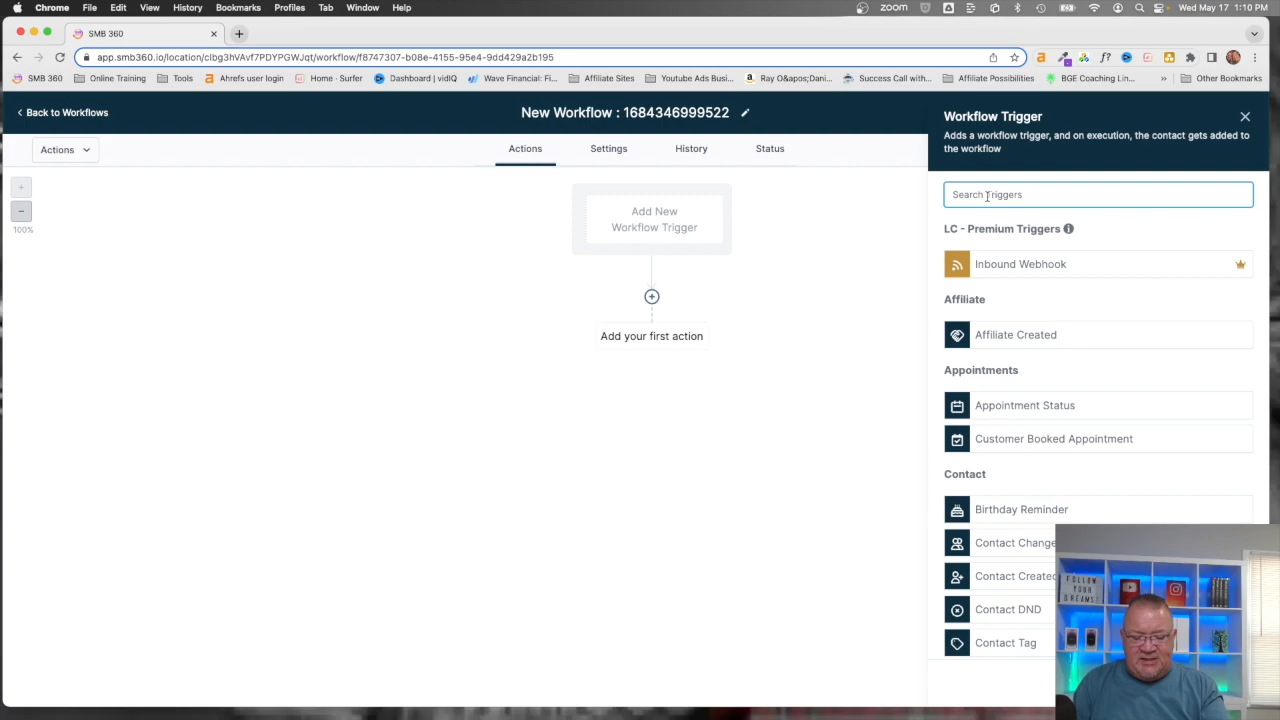 Chrome File Edit View History Bookmarks Profiles Tab Window Help zoom Wed May 17 1:10 PM
SMB 360
app.smb360.io/location/clbg3hVAvf7PDYPGWJqt/workflow/f8747307-b08e-4155-95e4-9dd429a2b195
SMB 360 Online Training Tools Ahrefs user login Home · Surfer Dashboard | vidIQ Wave Financial: Fi... Affiliate Sites Youtube Ads Busi... Ray O&apos;Dani... Success Call with... Affiliate Possibilities BGE Coaching Lin... » Other Bookmarks
Back to Workflows
New Workflow : 1684346999522
Actions
Actions Settings History Status
+
−
100%
Add New
Workflow Trigger
Add your first action
Workflow Trigger
Adds a workflow trigger, and on execution, the contact gets added to
the workflow
Search Triggers
LC - Premium Triggers
Inbound Webhook
Affiliate
Affiliate Created
Appointments
Appointment Status
Customer Booked Appointment
Contact
Birthday Reminder
Contact Change
Contact Created
Contact DND
Contact Tag
FOLLOW
YOUR
DREAMS